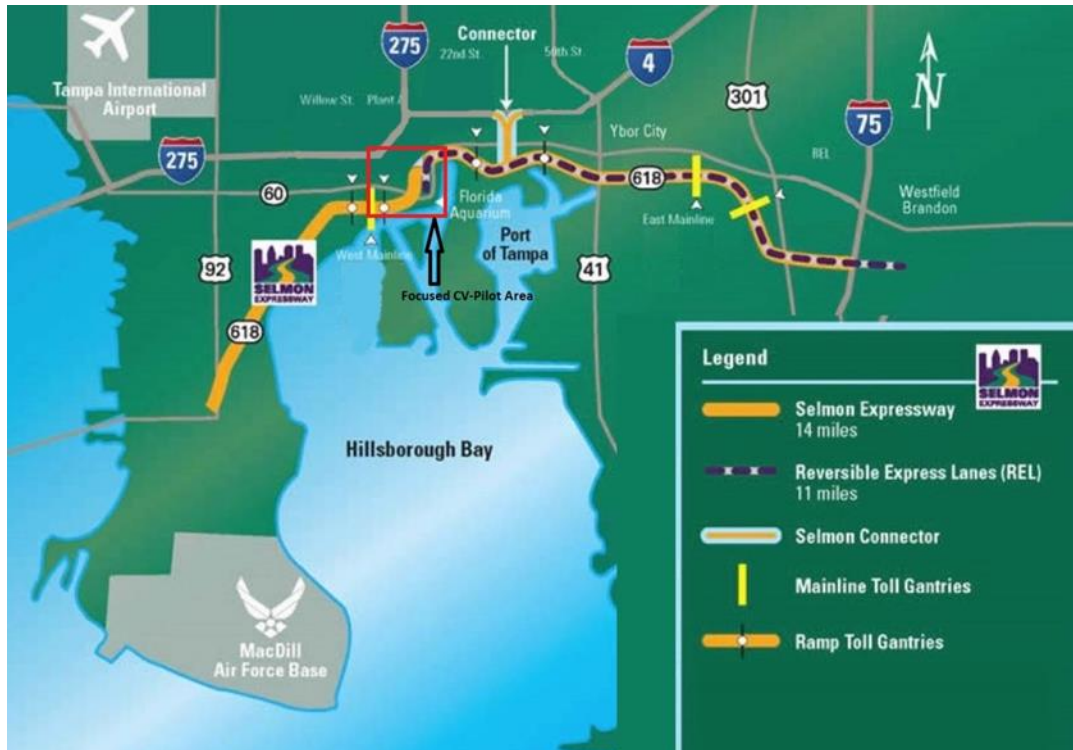 Tampa International
Airport
275
Connector
22nd St.
50th St
4
Willow St.
Plant A
301
N
75
275
Ybor City
REL
60
618
Westfield
Brandon
Florida
Aquarium
East Mainline
Port
of Tampa
West Mainline
92
SELMON
EXPRESSWAY
41
Focused CV-Pilot Area
618
Hillsborough Bay
MacDill
Air Force Base
Legend
SELMON
EXPRESSWAY
Selmon Expressway
14 miles
Reversible Express Lanes (REL)
11 miles
Selmon Connector
Mainline Toll Gantries
Ramp Toll Gantries